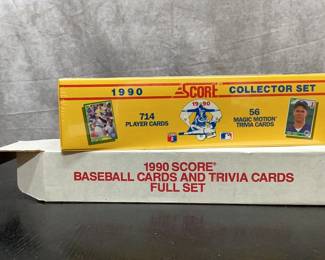 1990 SCORE COLLECTOR SET
1990
714
PLAYER CARDS
56
MAGIC MOTION
TRIVIA CARDS
1990 SCORE®
BASEBALL CARDS AND TRIVIA CARDS
FULL SET